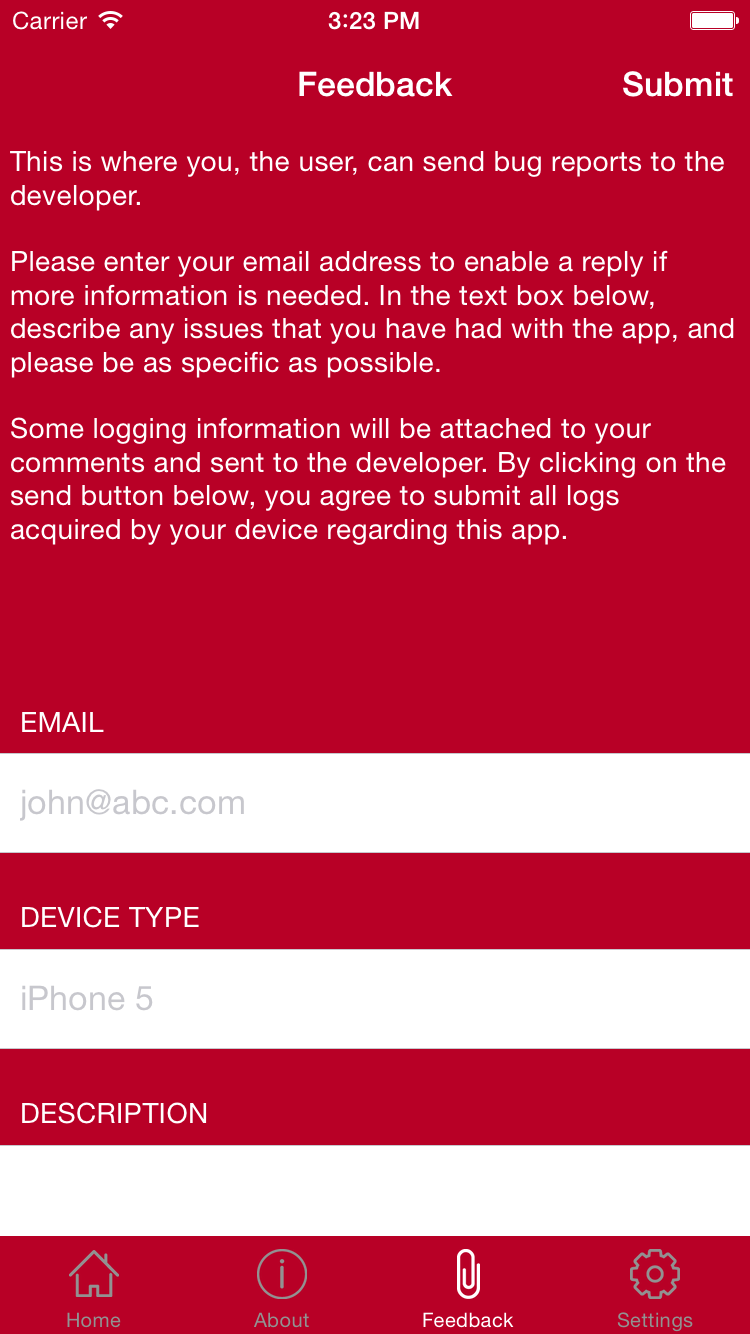 Carrier 3:23 PM
Feedback Submit
This is where you, the user, can send bug reports to the
developer.
Please enter your email address to enable a reply if
more information is needed. In the text box below,
describe any issues that you have had with the app, and
please be as specific as possible.
Some logging information will be attached to your
comments and sent to the developer. By clicking on the
send button below, you agree to submit all logs
acquired by your device regarding this app.
EMAIL
john@abc.com
DEVICE TYPE
iPhone 5
DESCRIPTION
Home About Feedback Settings